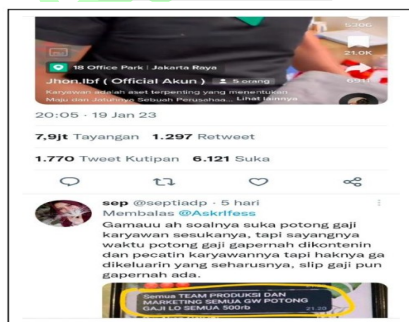 21.0K
18 Office Park | Jakarta Raya
Jhon.lbf ( Official Akun ) 5 orang
Karyawan adalah aset terpenting yang menentukan
Maju dan Jatuhnya Sebuah Perusahaa... Lihat lainnya
20:05 · 19 Jan 23
7,9jt Tayangan 1.297 Retweet
1.770 Tweet Kutipan 6.121 Suka
sep @septiadp · 5 hari
Membalas @Askrlfess
Gamauu ah soalnya suka potong gaji
karyawan sesukanya, tapi sayangnya
waktu potong gaji gapernah dikontenin
dan pecatin karyawannya tapi haknya ga
dikeluarin yang seharusnya, slip gaji pun
gapernah ada.
Semua TEAM PRODUKSI DAN
MARKETING SEMUA GW POTONG
GAJI LO SEMUA 500rb